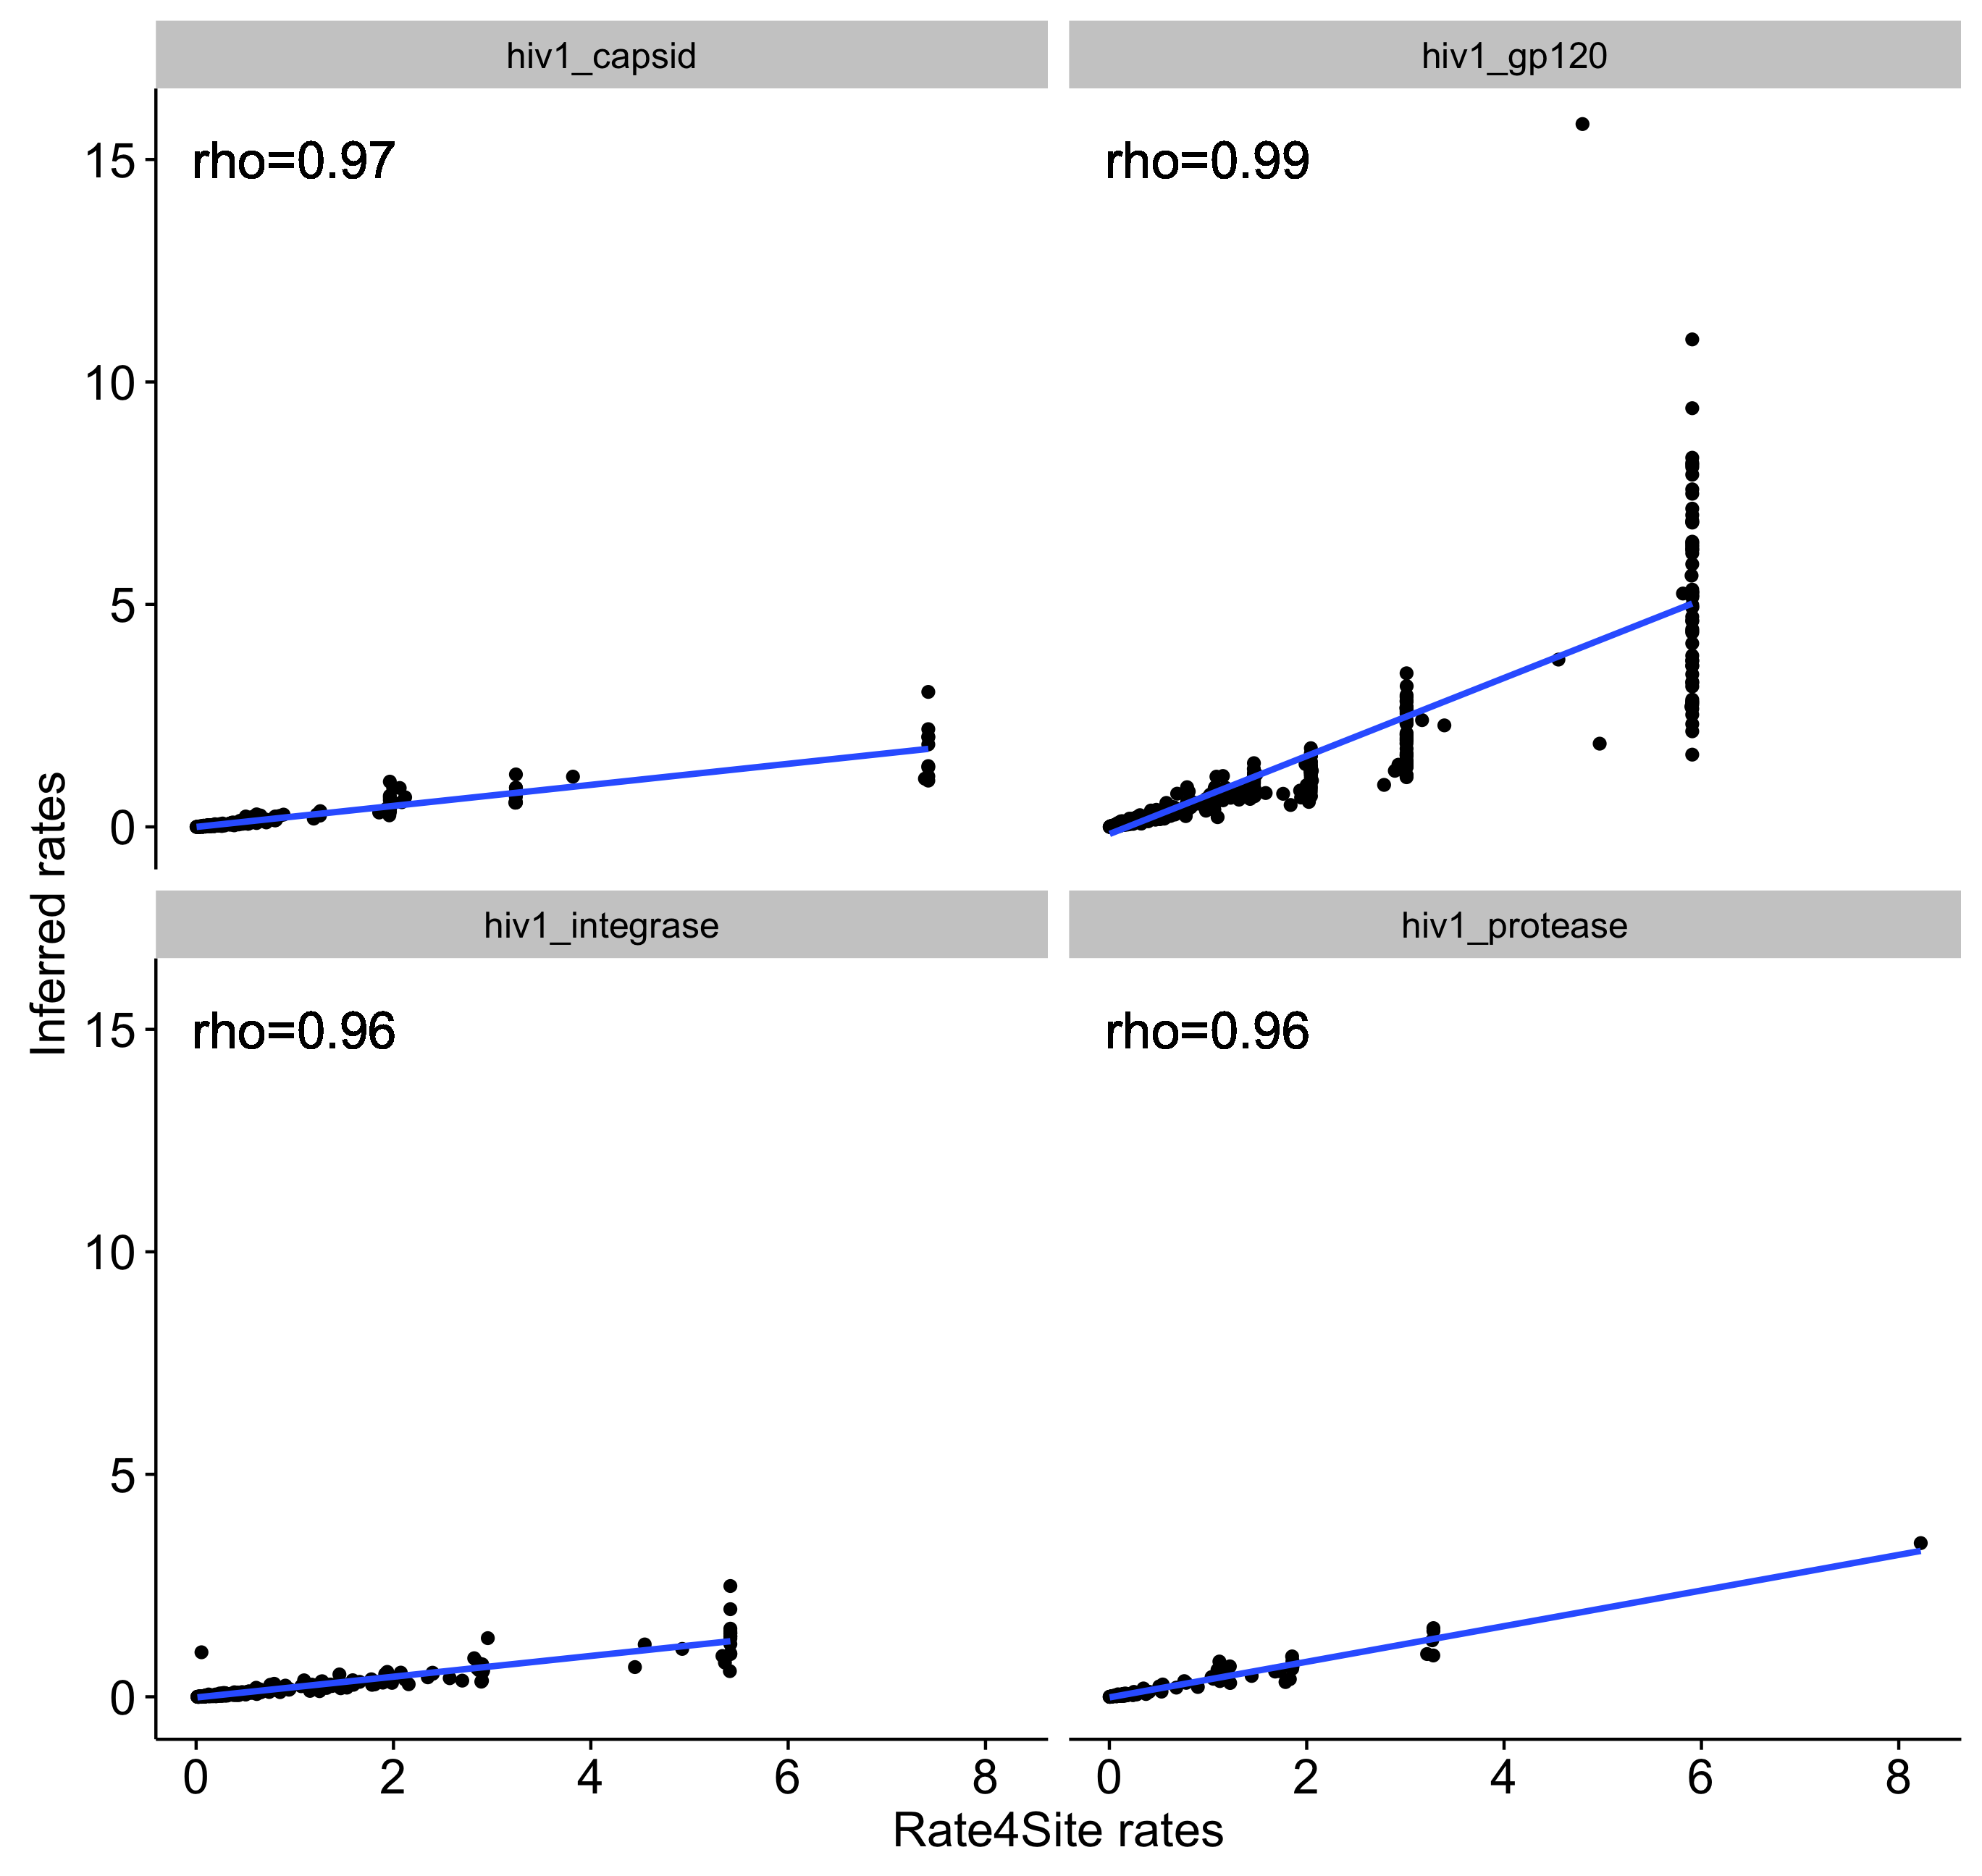 hiv1_capsid
hiv1_gp120
rho=0.97
rho=0.99
15
10
5
0
hiv1_integrase
hiv1_protease
rho=0.96
rho=0.96
15
10
5
0
Inferred rates
0 2 4 6 8
0 2 4 6 8
Rate4Site rates